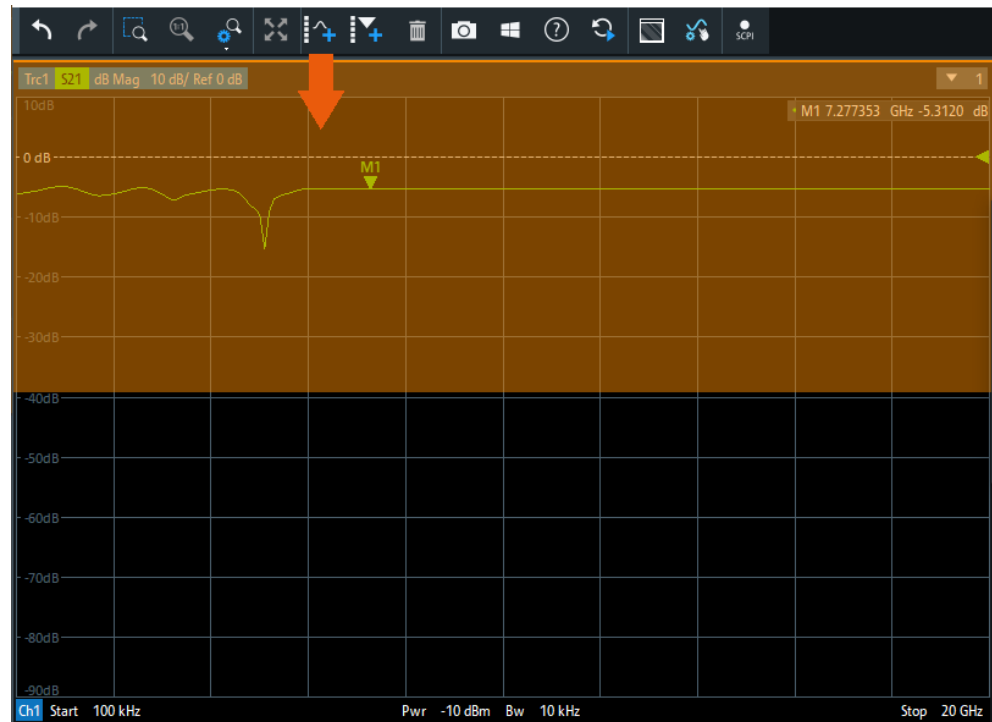 1:1
?
SCPI
Trc1 S21 dB Mag 10 dB/ Ref 0 dB 1
10dB
M1 7.277353 GHz -5.3120 dB
0 dB
M1
-10dB
-20dB
-30dB
-40dB
-50dB
-60dB
-70dB
-80dB
-90dB
Ch1 Start 100 kHz Pwr -10 dBm Bw 10 kHz Stop 20 GHz